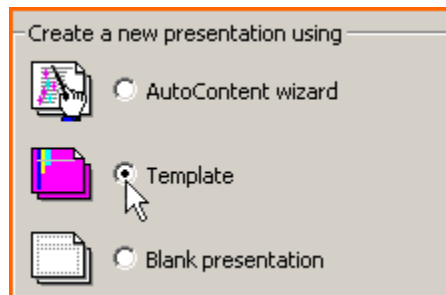 Create a new presentation using
AutoContent wizard
Template
Blank presentation